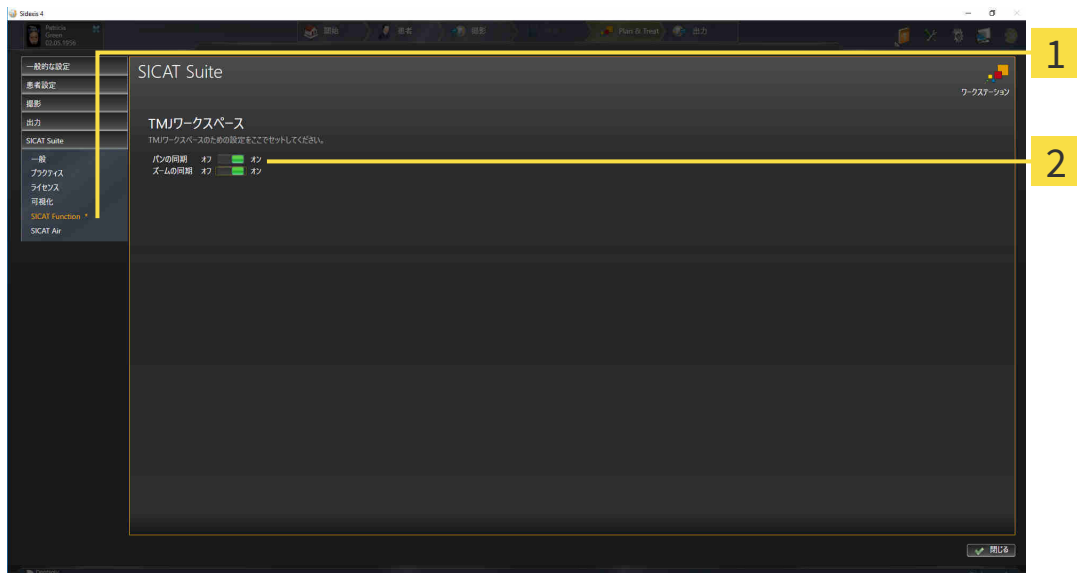 Sidexis 4
Patricia
Green
03.05.1956
開始
患者
撮影
Plan & Treat
出力
1
一般的な設定
患者設定
撮影
出力
SICAT Suite
一般
プラクティス
ライセンス
可視化
SICAT Function *
SICAT Air
SICAT Suite
ワークステーション
TMJワークスペース
TMJワークスペースのための設定をここでセットしてください。
パンの同期 オフ オン
ズームの同期 オフ オン
2
閉じる